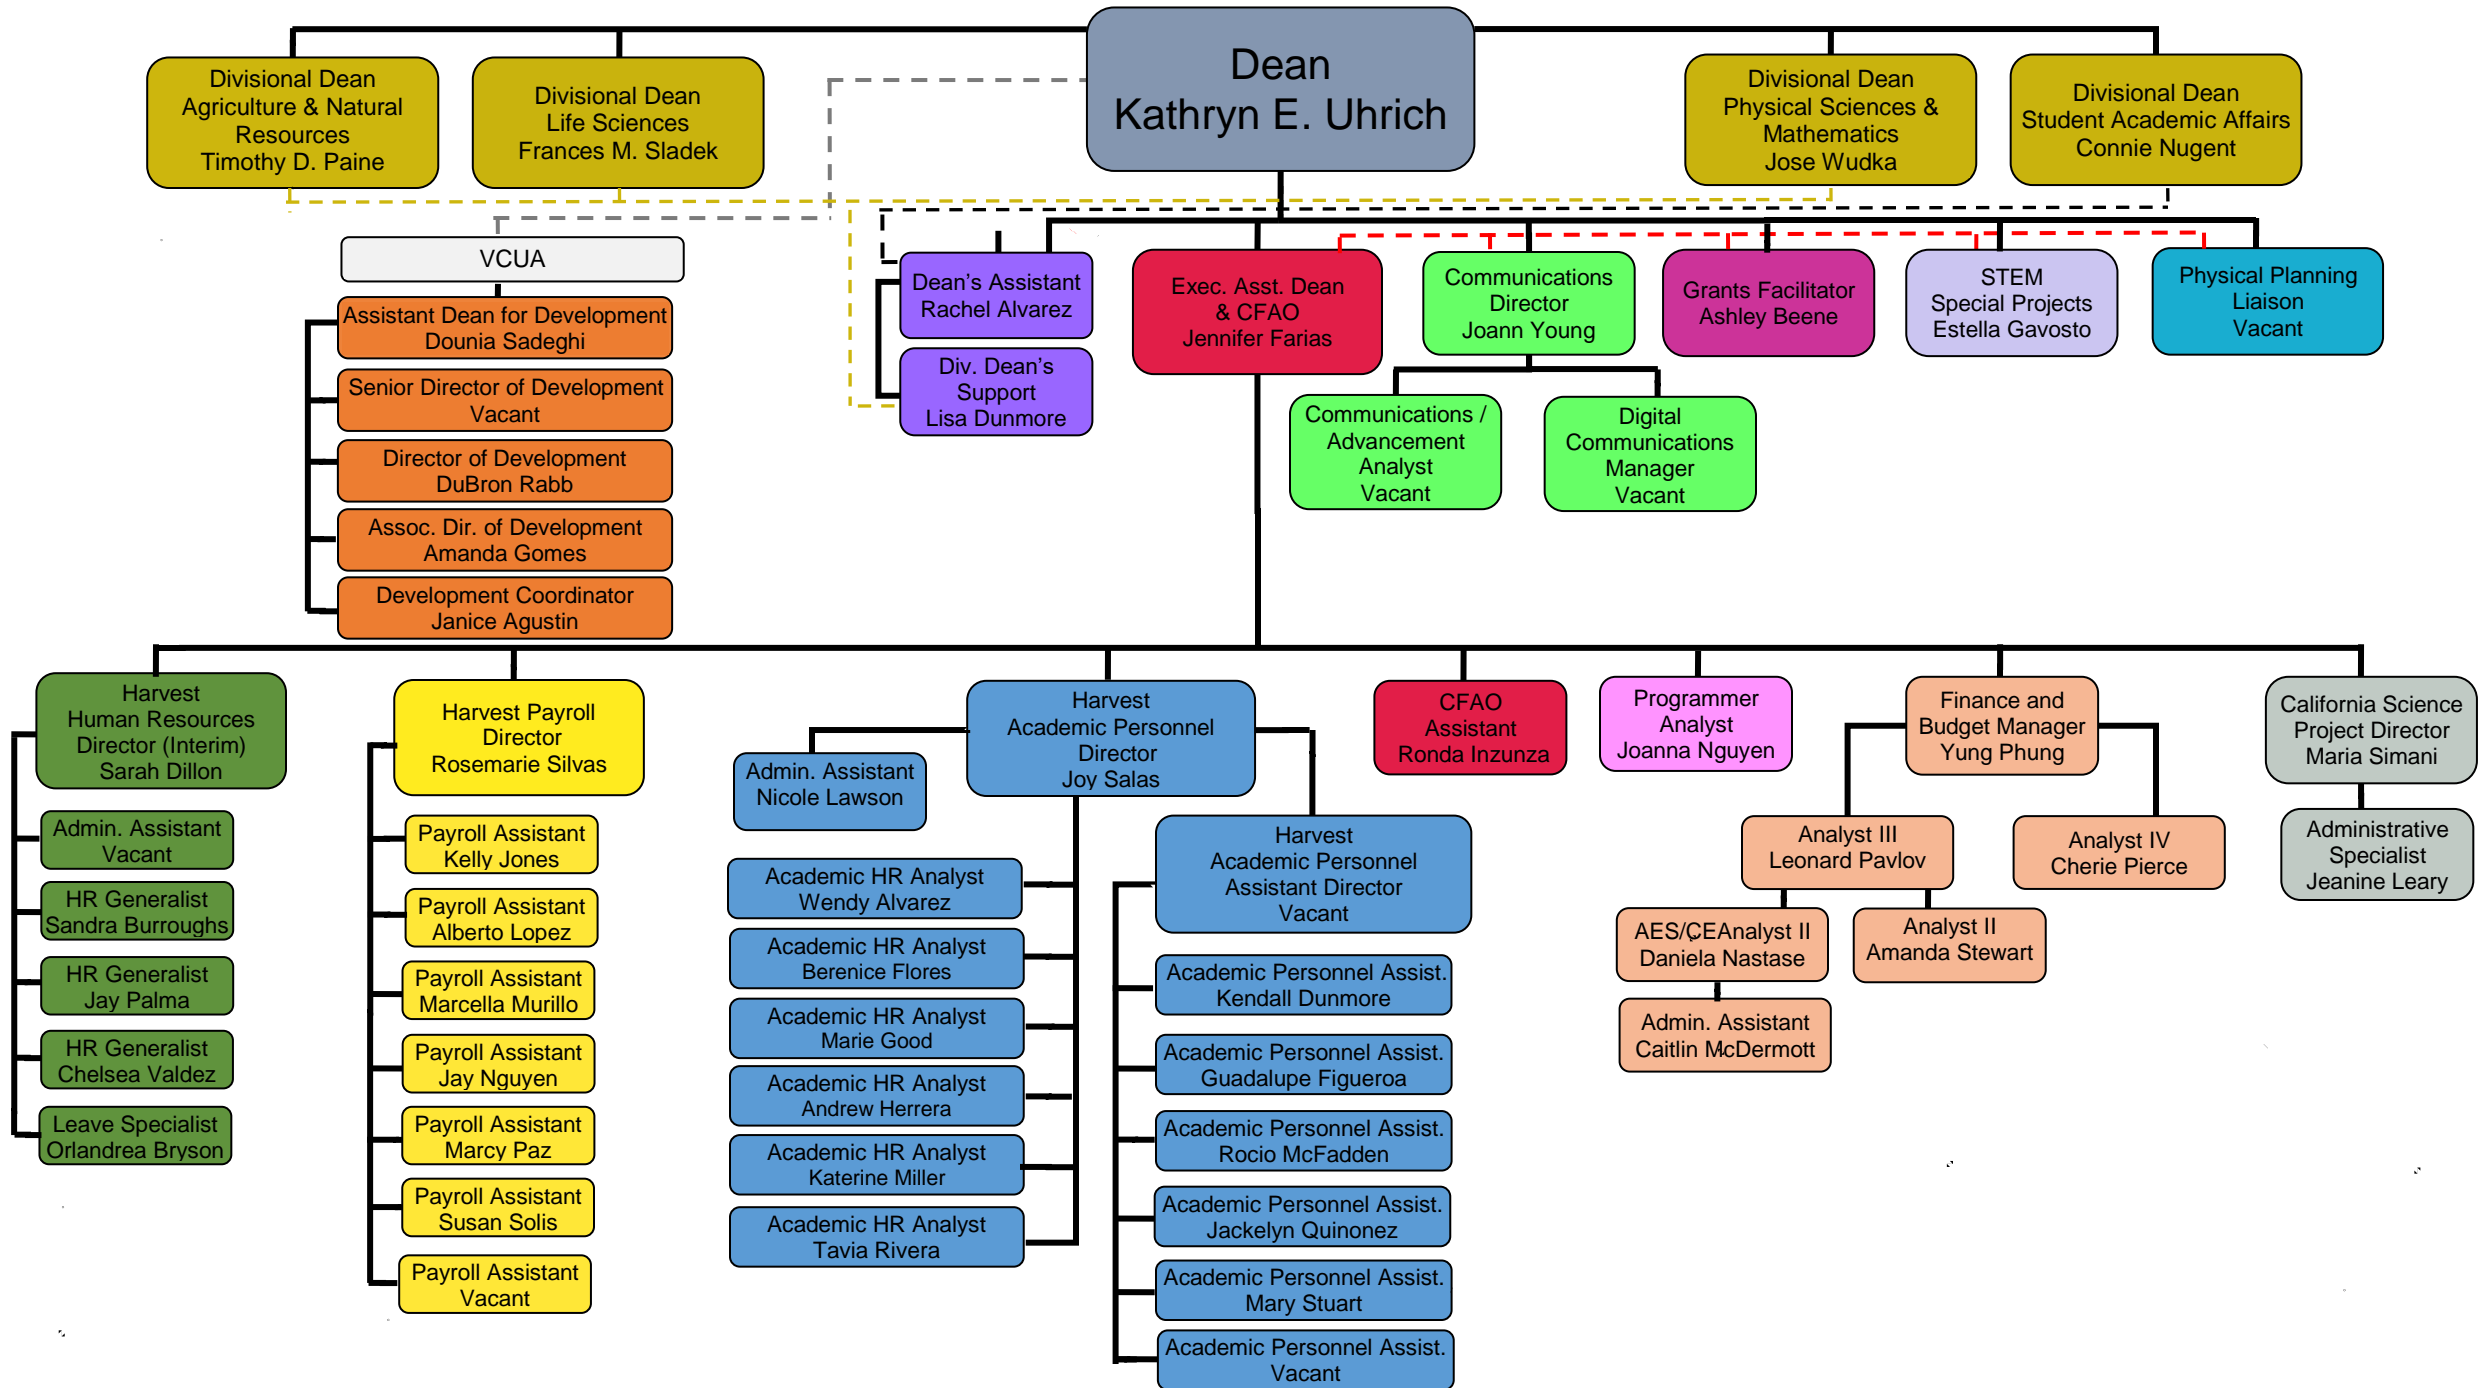 Dean
Kathryn E. Uhrich
Divisional Dean
Agriculture & Natural
Resources
Timothy D. Paine
Divisional Dean
Life Sciences
Frances M. Sladek
Divisional Dean
Physical Sciences &
Mathematics
Jose Wudka
Divisional Dean
Student Academic Affairs
Connie Nugent
VCUA
Assistant Dean for Development
Dounia Sadeghi
Senior Director of Development
Vacant
Director of Development
DuBron Rabb
Assoc. Dir. of Development
Amanda Gomes
Development Coordinator
Janice Agustin
Dean's Assistant
Rachel Alvarez
Div. Dean's
Support
Lisa Dunmore
Exec. Asst. Dean
& CFAO
Jennifer Farias
Communications
Director
Joann Young
Communications /
Advancement
Analyst
Vacant
Digital
Communications
Manager
Vacant
Grants Facilitator
Ashley Beene
STEM
Special Projects
Estella Gavosto
Physical Planning
Liaison
Vacant
Harvest
Human Resources
Director (Interim)
Sarah Dillon
Admin. Assistant
Vacant
HR Generalist
Sandra Burroughs
HR Generalist
Jay Palma
HR Generalist
Chelsea Valdez
Leave Specialist
Orlandrea Bryson
Harvest Payroll
Director
Rosemarie Silvas
Payroll Assistant
Kelly Jones
Payroll Assistant
Alberto Lopez
Payroll Assistant
Marcella Murillo
Payroll Assistant
Jay Nguyen
Payroll Assistant
Marcy Paz
Payroll Assistant
Susan Solis
Payroll Assistant
Vacant
Harvest
Academic Personnel
Director
Joy Salas
Admin. Assistant
Nicole Lawson
Academic HR Analyst
Wendy Alvarez
Academic HR Analyst
Berenice Flores
Academic HR Analyst
Marie Good
Academic HR Analyst
Andrew Herrera
Academic HR Analyst
Katerine Miller
Academic HR Analyst
Tavia Rivera
Harvest
Academic Personnel
Assistant Director
Vacant
Academic Personnel Assist.
Kendall Dunmore
Academic Personnel Assist.
Guadalupe Figueroa
Academic Personnel Assist.
Rocio McFadden
Academic Personnel Assist.
Jackelyn Quinonez
Academic Personnel Assist.
Mary Stuart
Academic Personnel Assist.
Vacant
CFAO
Assistant
Ronda Inzunza
Programmer
Analyst
Joanna Nguyen
Finance and
Budget Manager
Yung Phung
Analyst III
Leonard Pavlov
Analyst IV
Cherie Pierce
AES/CEAnalyst II
Daniela Nastase
Analyst II
Amanda Stewart
Admin. Assistant
Caitlin McDermott
California Science
Project Director
Maria Simani
Administrative
Specialist
Jeanine Leary